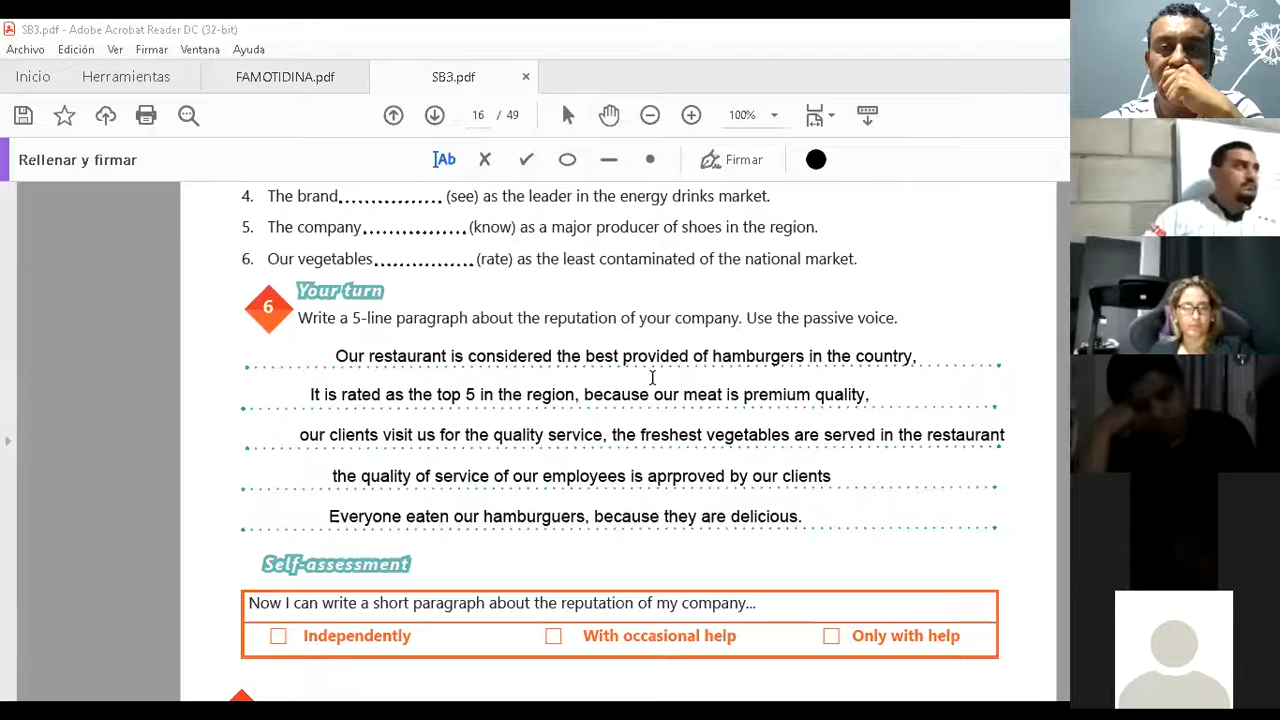 SB3.pdf - Adobe Acrobat Reader DC (32-bit)
Archivo Edición Ver Firmar Ventana Ayuda
Inicio Herramientas FAMOTIDINA.pdf SB3.pdf ×
16 / 49 100%
Rellenar y firmar Ab Firmar
4. The brand................ (see) as the leader in the energy drinks market.
5. The company................ (know) as a major producer of shoes in the region.
6. Our vegetables............... (rate) as the least contaminated of the national market.
6 Your turn
Write a 5-line paragraph about the reputation of your company. Use the passive voice.
Our restaurant is considered the best provided of hamburgers in the country,
It is rated as the top 5 in the region, because our meat is premium quality,
our clients visit us for the quality service, the freshest vegetables are served in the restaurant
the quality of service of our employees is aprproved by our clients
Everyone eaten our hamburguers, because they are delicious.
Self-assessment
Now I can write a short paragraph about the reputation of my company...
Independently With occasional help Only with help